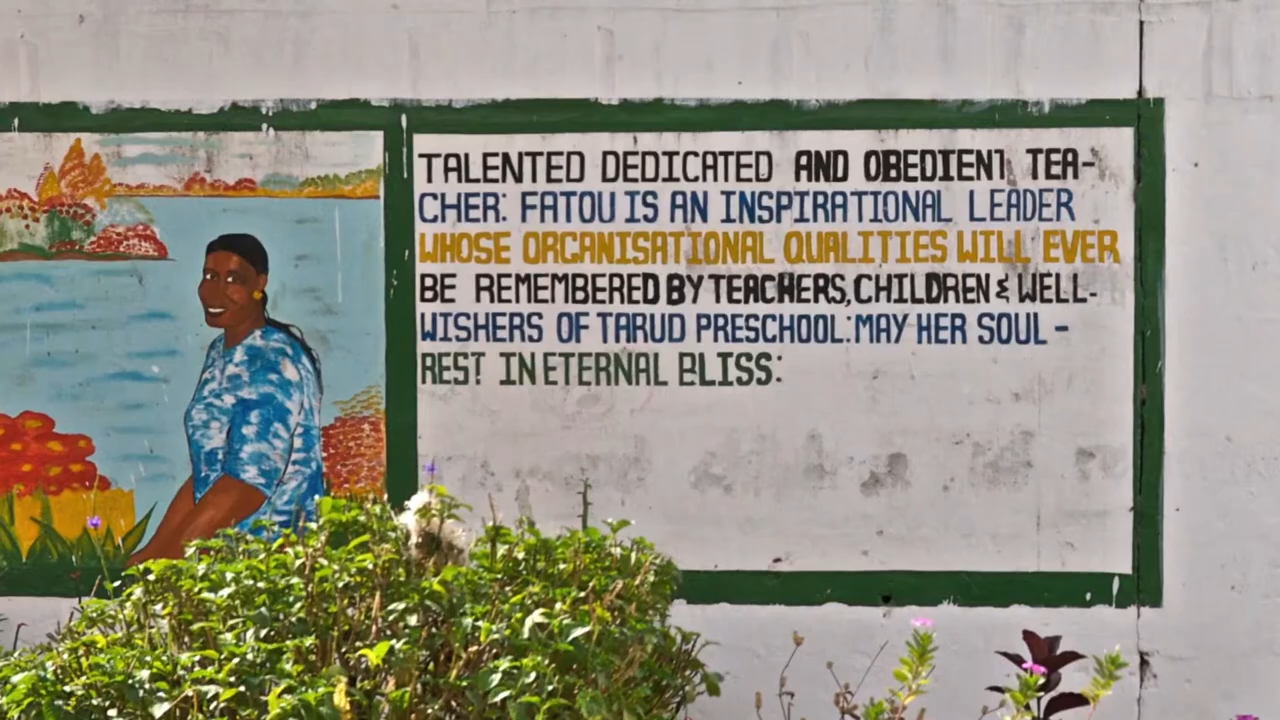 TALENTED DEDICATED AND OBEDIENT TEA-
CHER: FATOU IS AN INSPIRATIONAL LEADER
WHOSE ORGANISATIONAL QUALITIES WILL EVER
BE REMEMBERED BY TEACHERS, CHILDREN & WELL-
WISHERS OF TARUD PRESCHOOL: MAY HER SOUL -
REST IN ETERNAL BLISS: